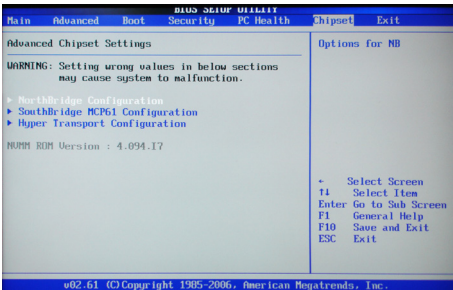 BIOS SETUP UTILITY
Main Advanced Boot Security PC Health Chipset Exit
Advanced Chipset Settings
WARNING: Setting wrong values in below sections
may cause system to malfunction.
▶ NorthBridge Configuration
▶ SouthBridge MCP61 Configuration
▶ Hyper Transport Configuration
NVMM ROM Version : 4.094.I7
Options for NB
← Select Screen
↑↓ Select Item
Enter Go to Sub Screen
F1 General Help
F10 Save and Exit
ESC Exit
v02.61 (C)Copyright 1985-2006, American Megatrends, Inc.